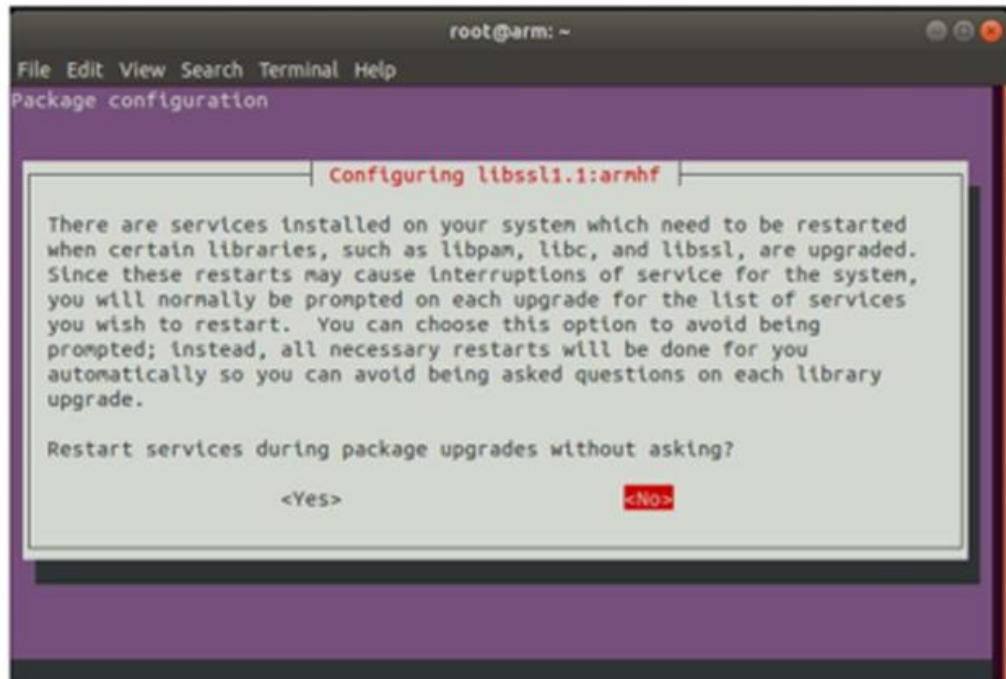 root@arm: ~
File Edit View Search Terminal Help
Package configuration
Configuring libssl1.1:armhf
There are services installed on your system which need to be restarted
when certain libraries, such as libpam, libc, and libssl, are upgraded.
Since these restarts may cause interruptions of service for the system,
you will normally be prompted on each upgrade for the list of services
you wish to restart.  You can choose this option to avoid being
prompted; instead, all necessary restarts will be done for you
automatically so you can avoid being asked questions on each library
upgrade.
Restart services during package upgrades without asking?
<Yes> <No>